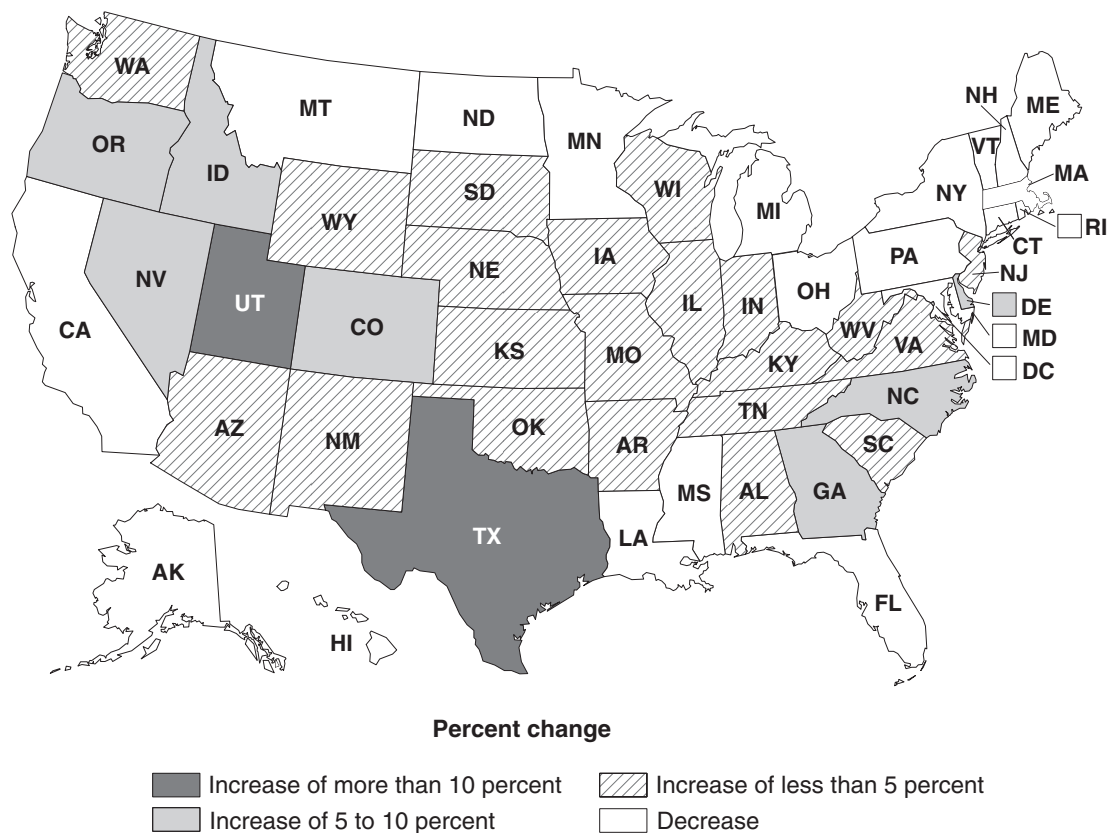 WA
MT
ND
MN
NH
ME
OR
ID
SD
WI
VT
MA
WY
MI
NY
RI
NV
NE
IA
PA
CT
UT
NJ
CA
CO
IL
IN
OH
DE
KS
MO
WV
VA
MD
KY
DC
AZ
NM
OK
AR
TN
NC
SC
MS
AL
GA
TX
LA
AK
HI
FL
Percent change
Increase of more than 10 percent
Increase of less than 5 percent
Increase of 5 to 10 percent
Decrease